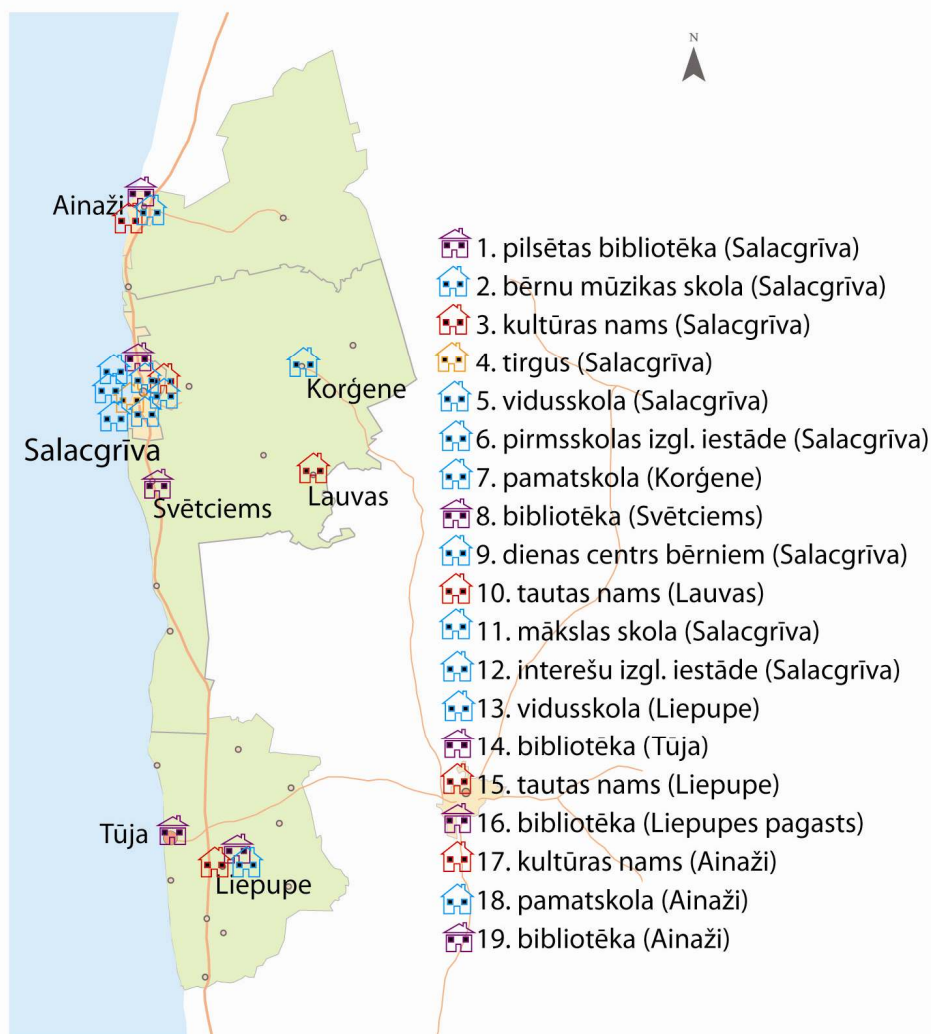 N
Ainaži
Korģene
Salacgrīva
Lauvas
Svētciems
Tūja
Liepupe
1. pilsētas bibliotēka (Salacgrīva)
2. bērnu mūzikas skola (Salacgrīva)
3. kultūras nams (Salacgrīva)
4. tirgus (Salacgrīva)
5. vidusskola (Salacgrīva)
6. pirmsskolas izgl. iestāde (Salacgrīva)
7. pamatskola (Korģene)
8. bibliotēka (Svētciems)
9. dienas centrs bērniem (Salacgrīva)
10. tautas nams (Lauvas)
11. mākslas skola (Salacgrīva)
12. interešu izgl. iestāde (Salacgrīva)
13. vidusskola (Liepupe)
14. bibliotēka (Tūja)
15. tautas nams (Liepupe)
16. bibliotēka (Liepupes pagasts)
17. kultūras nams (Ainaži)
18. pamatskola (Ainaži)
19. bibliotēka (Ainaži)